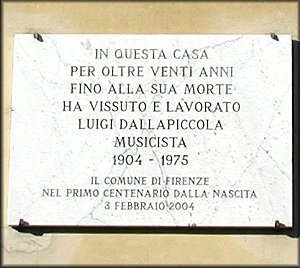 IN QUESTA CASA
PER OLTRE VENTI ANNI
FINO ALLA SUA MORTE
HA VISSUTO E LAVORATO
LUIGI DALLAPICCOLA
MUSICISTA
1904 - 1975
IL COMUNE DI FIRENZE
NEL PRIMO CENTENARIO DALLA NASCITA
3 FEBBRAIO 2004